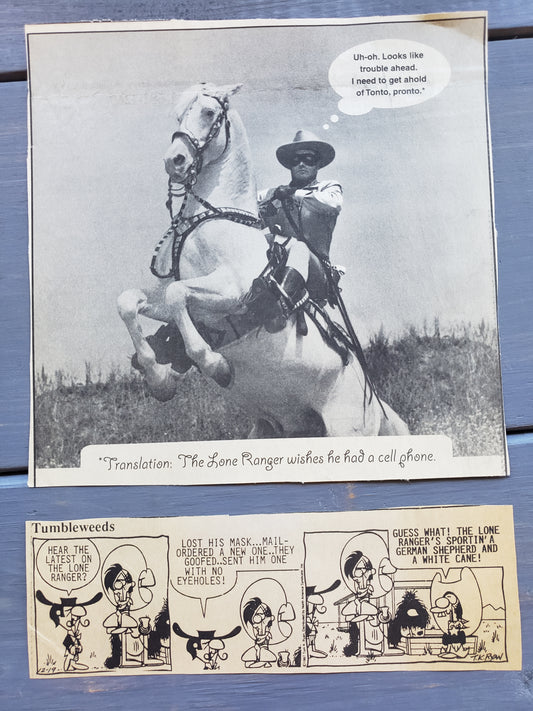 Uh-oh. Looks like
trouble ahead.
I need to get ahold
of Tonto, pronto.*
*Translation: The Lone Ranger wishes he had a cell phone.
Tumbleweeds
HEAR THE
LATEST ON
THE LONE
RANGER?
LOST HIS MASK...MAIL-
ORDERED A NEW ONE..THEY
GOOFED..SENT HIM ONE
WITH NO
EYEHOLES!
GUESS WHAT! THE LONE
RANGER'S SPORTIN' A
GERMAN SHEPHERD AND
A WHITE CANE!
12-19
T.K. RYAN